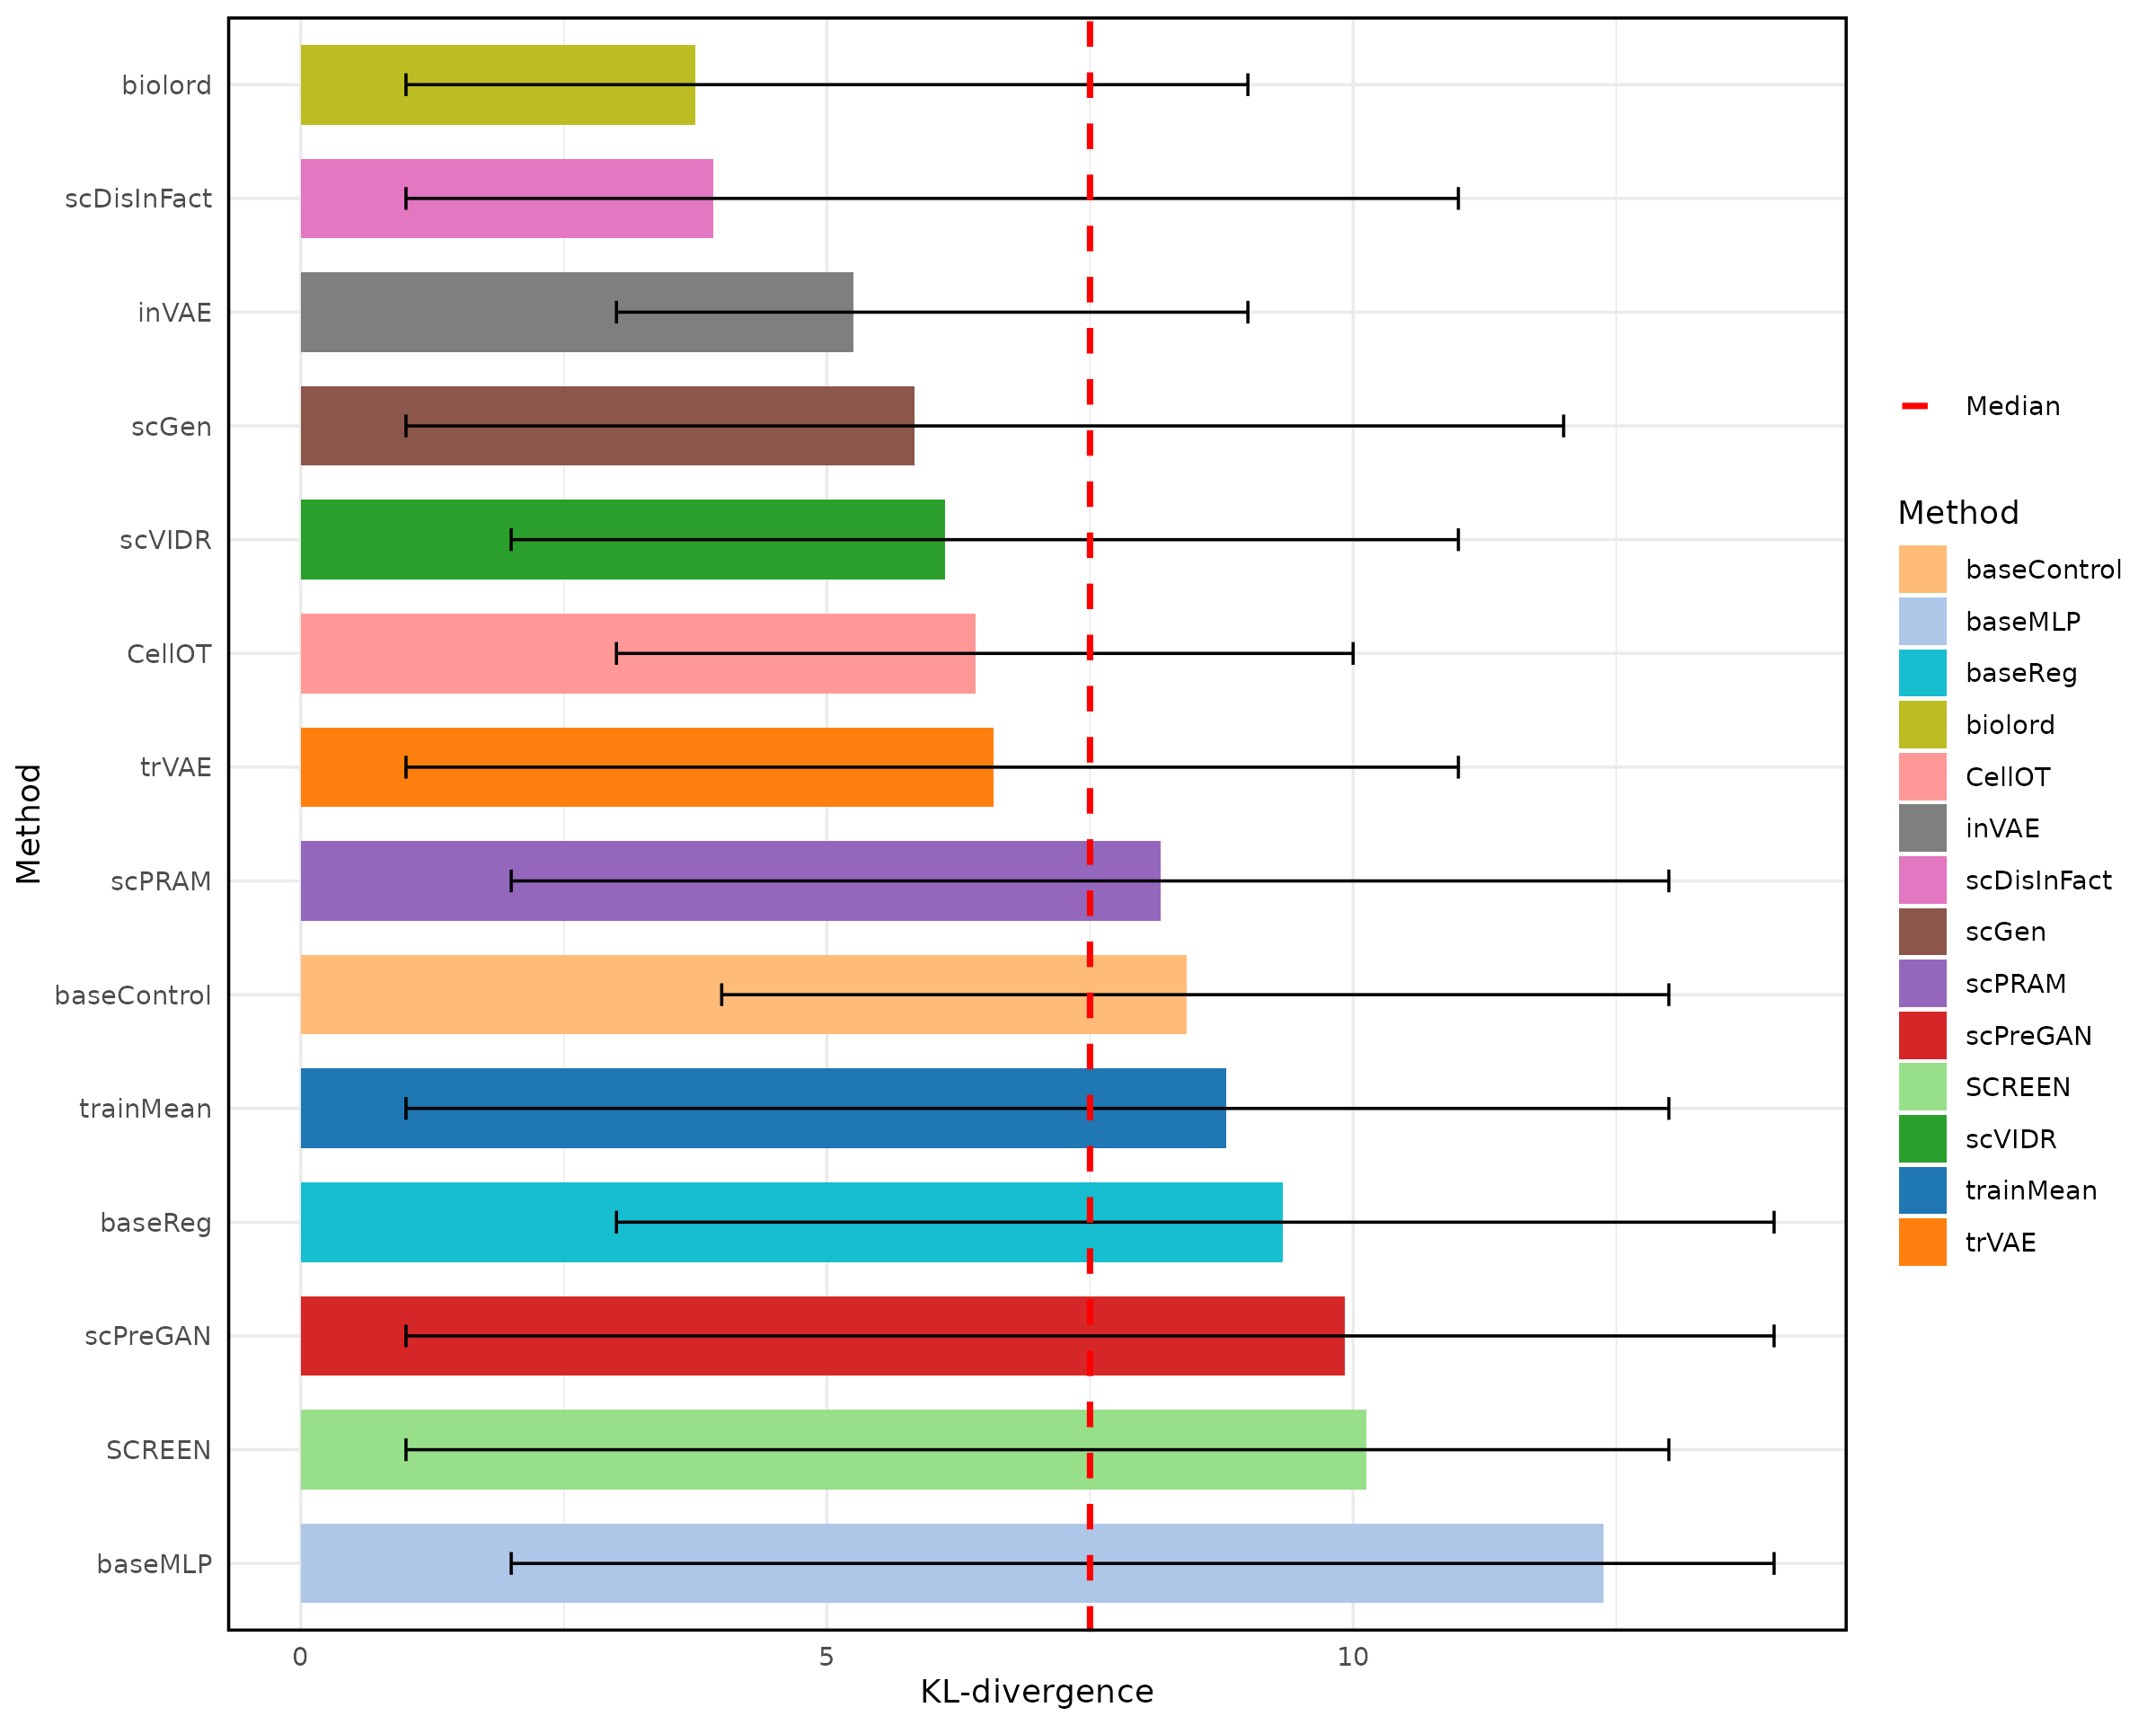 biolord
scDisInFact
inVAE
scGen
scVIDR
CellOT
trVAE
scPRAM
baseControl
trainMean
baseReg
scPreGAN
SCREEN
baseMLP
Method
0 5 10
KL-divergence
Median
Method
baseControl
baseMLP
baseReg
biolord
CellOT
inVAE
scDisInFact
scGen
scPRAM
scPreGAN
SCREEN
scVIDR
trainMean
trVAE